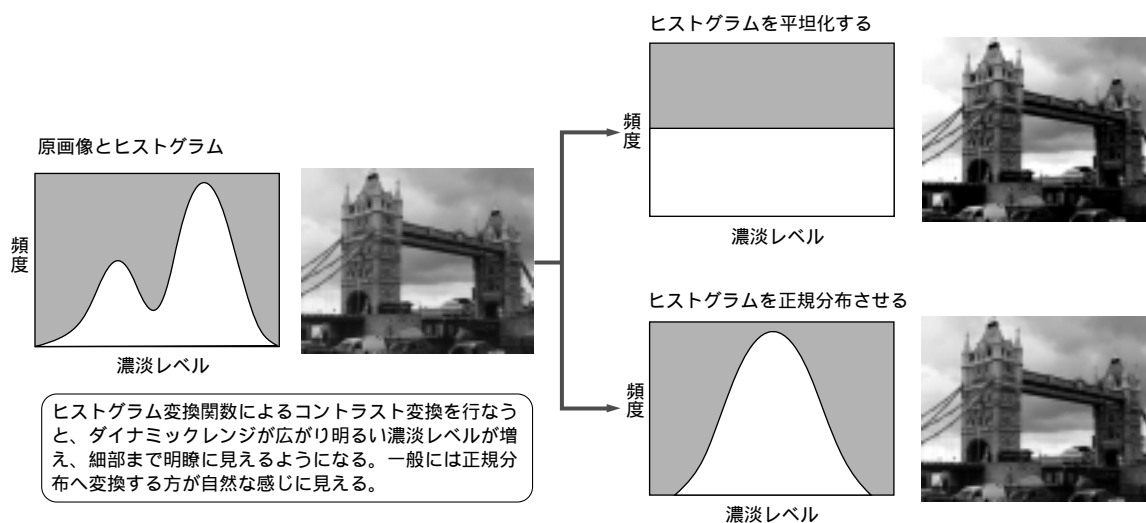 原画像とヒストグラム
頻度
濃淡レベル
ヒストグラム変換関数によるコントラスト変換を行なう
と、ダイナミックレンジが広がり明るい濃淡レベルが増
え、細部まで明瞭に見えるようになる。一般には正規分
布へ変換する方が自然な感じに見える。
ヒストグラムを平坦化する
頻度
濃淡レベル
ヒストグラムを正規分布させる
頻度
濃淡レベル